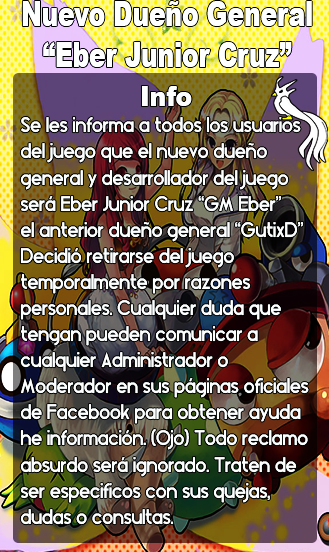 Nuevo Dueño General
“Eber Junior Cruz”
Info
Se les informa a todos los usuarios
del juego que el nuevo dueño
general y desarrollador del juego
será Eber Junior Cruz “GM Eber”
el anterior dueño general “GutixD”
Decidió retirarse del juego
temporalmente por razones
personales. Cualquier duda que
tengan pueden comunicar a
cualquier Administrador o
Moderador en sus páginas oficiales
de Facebook para obtener ayuda
he información. (Ojo) Todo reclamo
absurdo será ignorado. Traten de
ser especificos con sus quejas,
dudas o consultas.